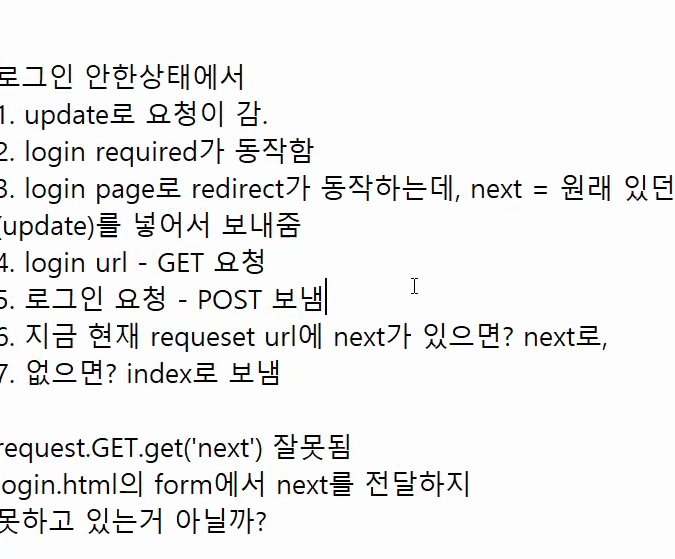 로그인 안한상태에서
1. update로 요청이 감.
2. login required가 동작함
3. login page로 redirect가 동작하는데, next = 원래 있던
(update)를 넣어서 보내줌
4. login url - GET 요청
5. 로그인 요청 - POST 보냄
6. 지금 현재 requeset url에 next가 있으면? next로,
7. 없으면? index로 보냄
request.GET.get('next') 잘못됨
login.html의 form에서 next를 전달하지
못하고 있는거 아닐까?